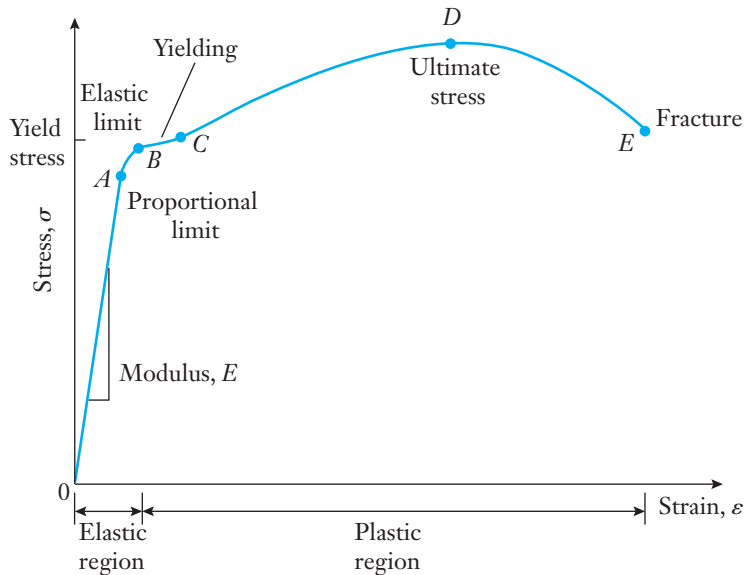 D
Yielding
Ultimate
stress
Elastic
limit
Yield
stress
C
Fracture
B
E
A
Proportional
limit
Stress, σ
Modulus, E
0
Strain, ε
Elastic
region
Plastic
region